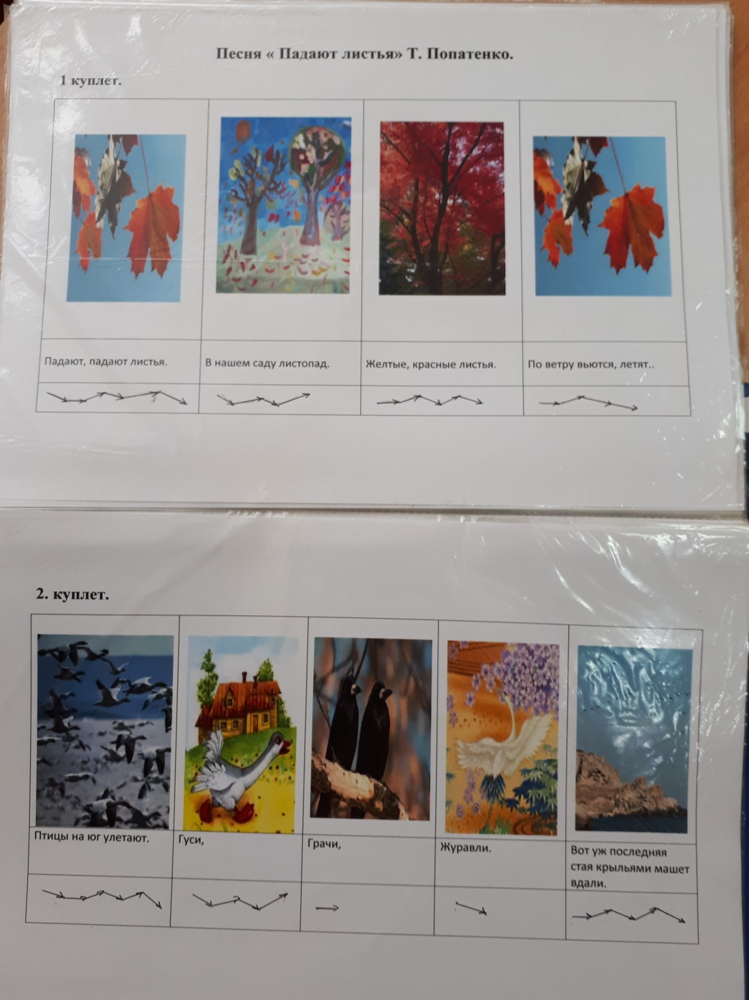 Песня « Падают листья» Т. Попатенко.
1 куплет.
Падают, падают листья.
В нашем саду листопад.
Желтые, красные листья.
По ветру вьются, летят..
2. куплет.
Птицы на юг улетают.
Гуси,
Грачи,
Журавли.
Вот уж последняя
стая крыльями машет
вдали.